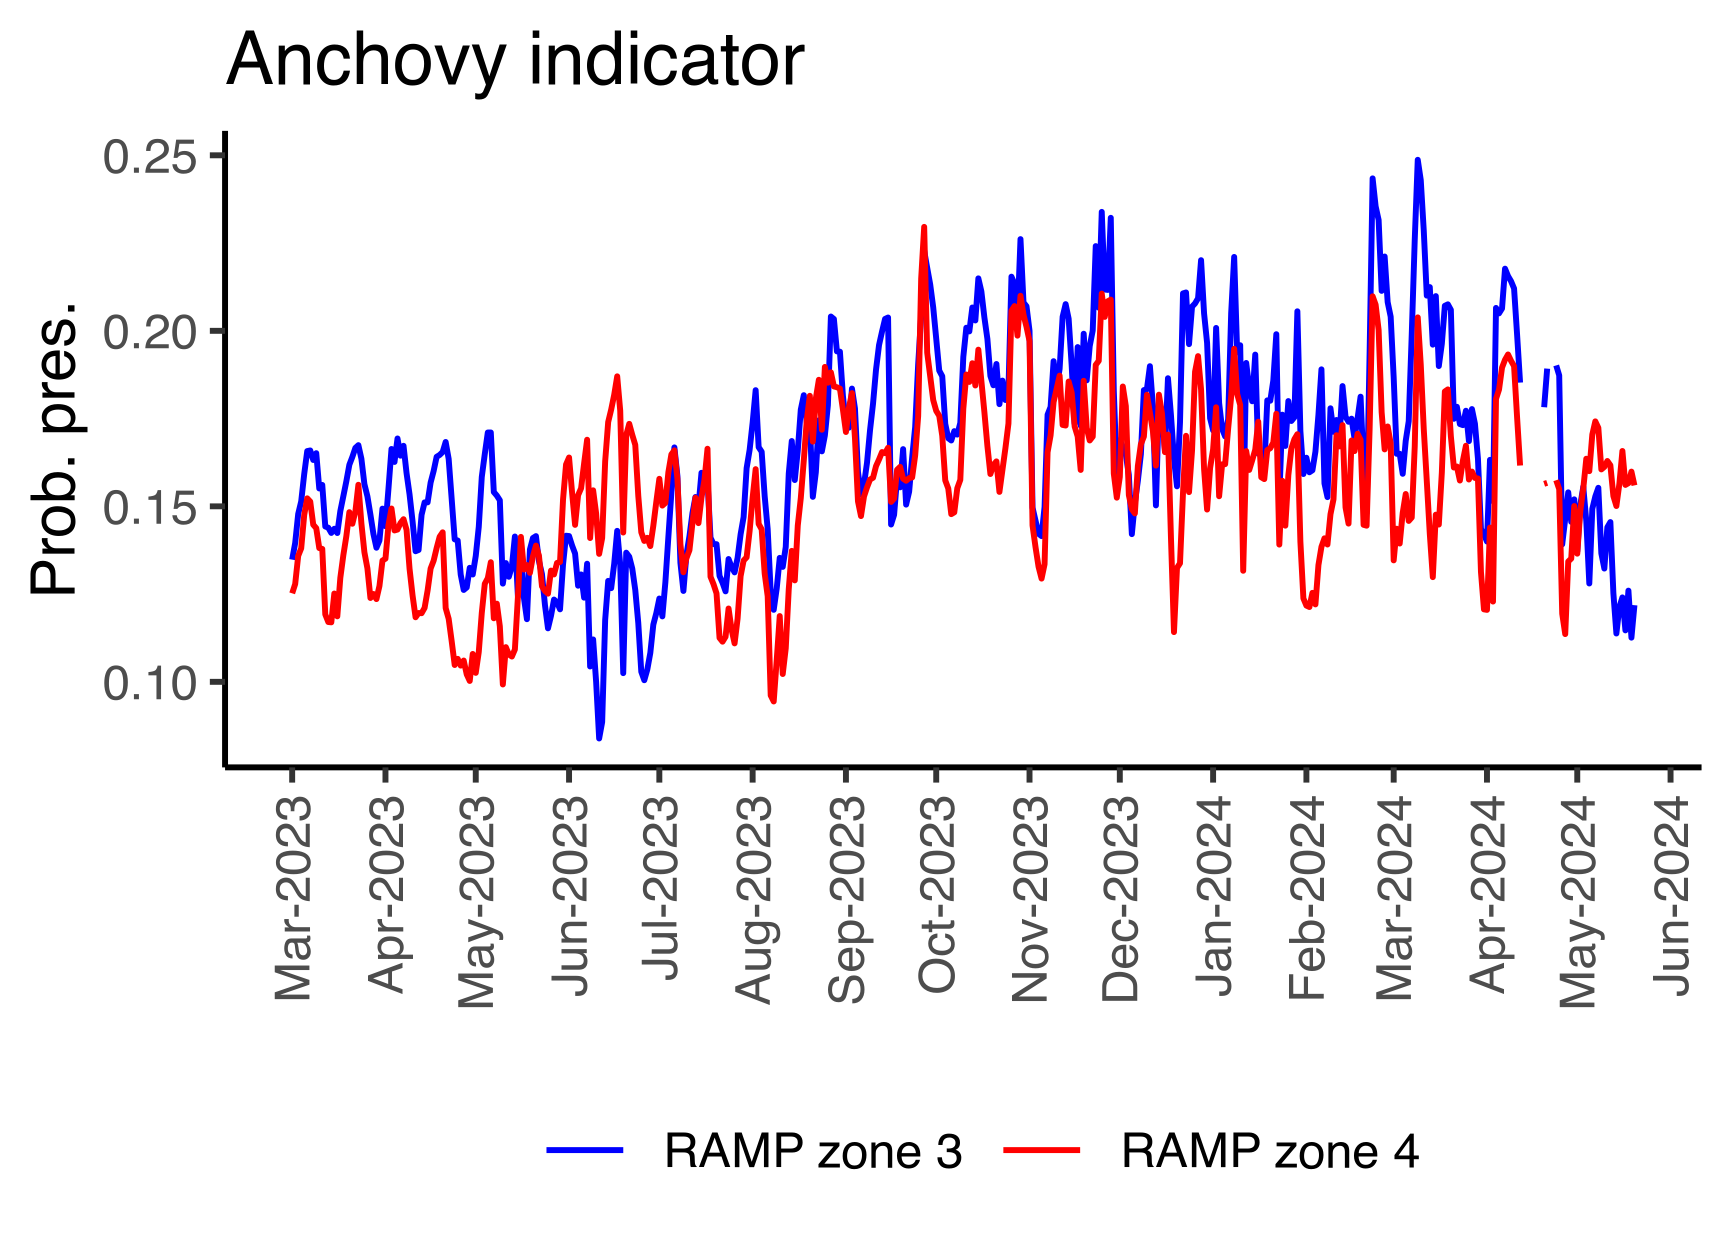 Anchovy indicator
Prob. pres.
0.25
0.20
0.15
0.10
Mar-2023
Apr-2023
May-2023
Jun-2023
Jul-2023
Aug-2023
Sep-2023
Oct-2023
Nov-2023
Dec-2023
Jan-2024
Feb-2024
Mar-2024
Apr-2024
May-2024
Jun-2024
RAMP zone 3
RAMP zone 4